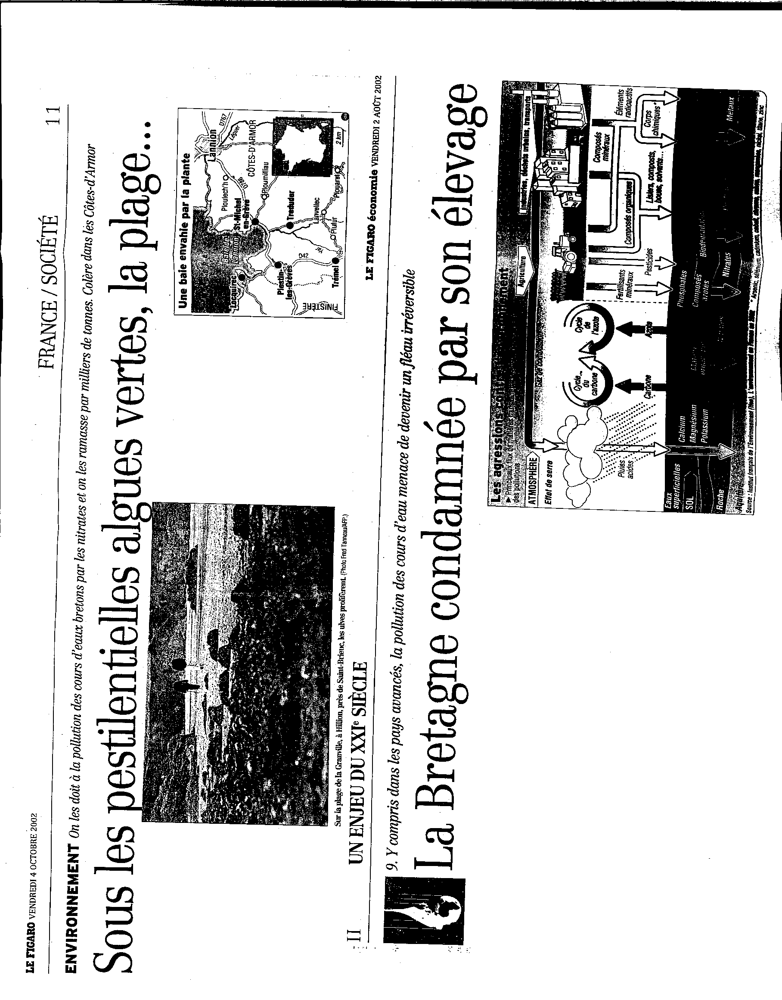 LE FIGARO VENDREDI 4 OCTOBRE 2002
FRANCE / SOCIÉTÉ
11
ENVIRONNEMENT On les doit à la pollution des cours d'eaux bretons par les nitrates et on les ramasse par milliers de tonnes. Colère dans les Côtes-d'Armor
Sous les pestilentielles algues vertes, la plage...
Sur la plage de la Granville, à Hillion, près de Saint-Brieuc, les ulves prolifèrent. (Photo Fred Tanneau/AFP.)
Une baie envahie par la plante
Lannion
D767
Léguer
Ploulech'h
D786
CÔTES-D'ARMOR
Baie de
Lannion
St-Michel
en-Grève
Ploumilliau
Locquirec
Plestin-
les-Grèves
Treduder
Lanvellec
Plouaret
Plufur
Yar
D42
Trémel
FINISTÈRE
2 km
II
UN ENJEU DU XXIe SIÈCLE
LE FIGARO économie VENDREDI 2 AOÛT 2002
9. Y compris dans les pays avancés, la pollution des cours d'eau menace de devenir un fléau irréversible
La Bretagne condamnée par son élevage
Les agressions
Principaux flux de matières
des pollutions
ATMOSPHÈRE
Effet de serre
Gaz de combustion
Agriculture
Industries, déchets urbains, transports
Pluies
acides
Cycle
du
carbone
Cycle
de
l'azote
Carbone
Azote
Fertilisants
minéraux
Pesticides
Composés organiques
Composés
minéraux
Lisiers, composts,
boues, solvants...
Éléments
radioactifs
Corps
chimiques*
Eaux
superficielles
SOL
Roche
Aquifère
Calcium
Magnésium
Potassium
Phosphates
Composés
azotés
Nitrates
Métaux
Source : Institut français de l'Environnement (Ifen), L'environnement en France en 2002
* Arsenic, sélénium, cadmium, cobalt, chrome, cuivre, manganèse, nickel, titane, zinc